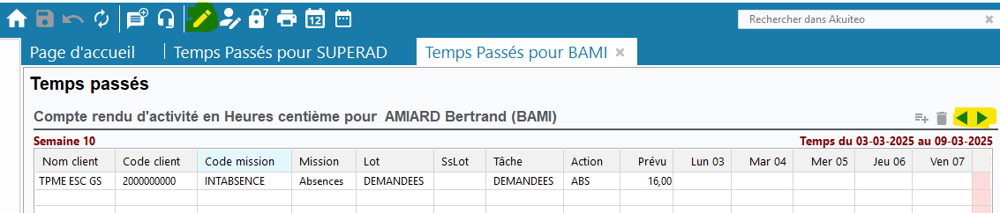 7
12
Rechercher dans Akuiteo
Page d'accueil
Temps Passés pour SUPERAD
Temps Passés pour BAMI
Temps passés
Compte rendu d'activité en Heures centième pour AMIARD Bertrand (BAMI)
Semaine 10 Temps du 03-03-2025 au 09-03-2025
Nom client Code client Code mission Mission Lot SsLot Tâche Action Prévu Lun 03 Mar 04 Mer 05 Jeu 06 Ven 07
TPME ESC GS 2000000000 INTABSENCE Absences DEMANDEES DEMANDEES ABS 16,00